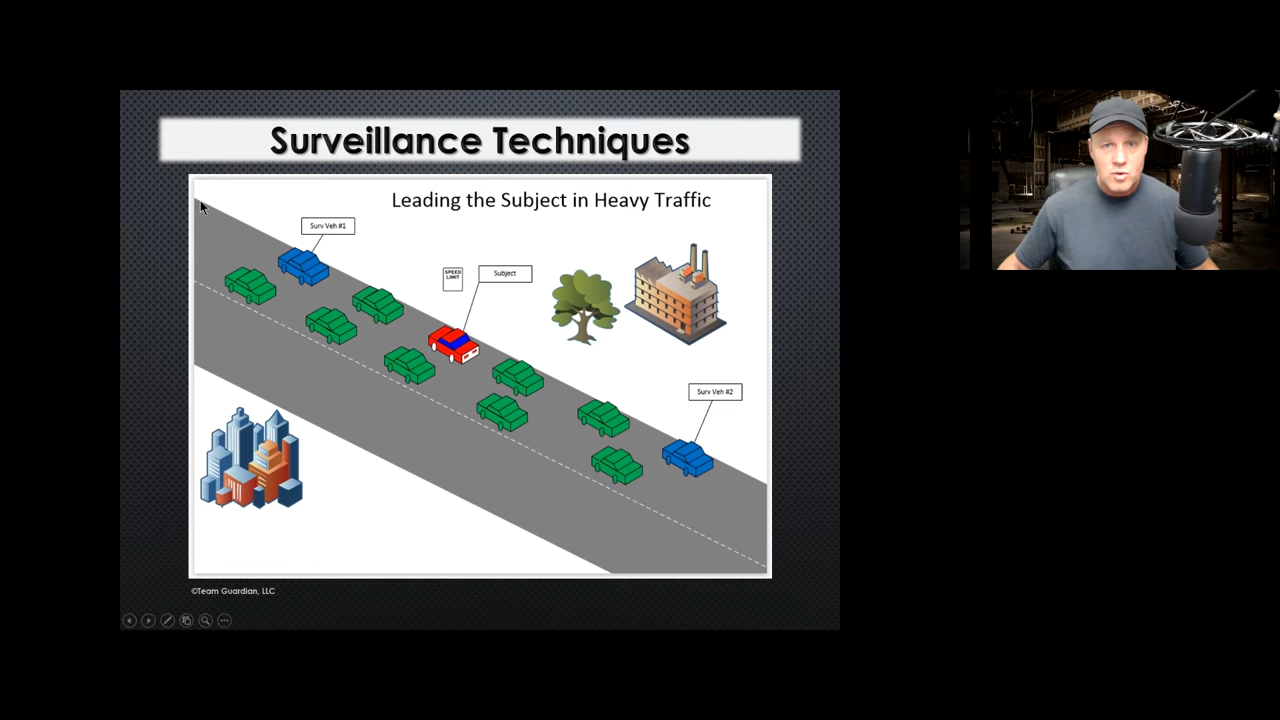 Surveillance Techniques
Leading the Subject in Heavy Traffic
Surv Veh #1
SPEED
LIMIT
Subject
Surv Veh #2
©Team Guardian, LLC